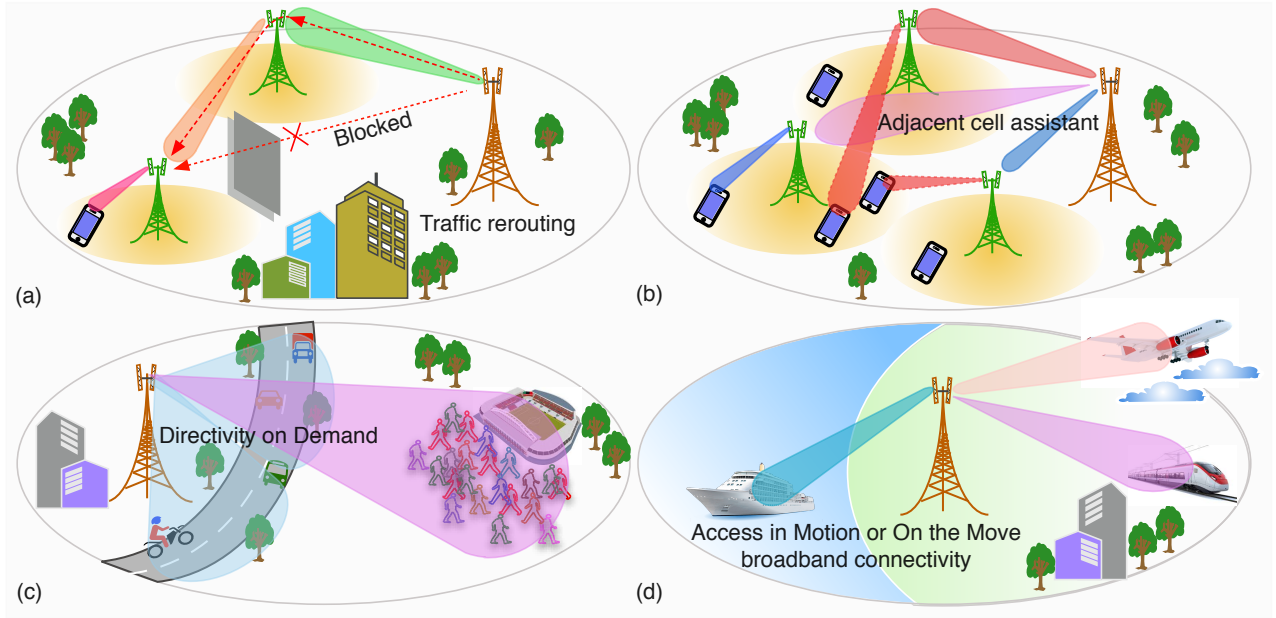 Blocked
Traffic rerouting
(a)
Adjacent cell assistant
(b)
Directivity on Demand
(c)
Access in Motion or On the Move
broadband connectivity
(d)